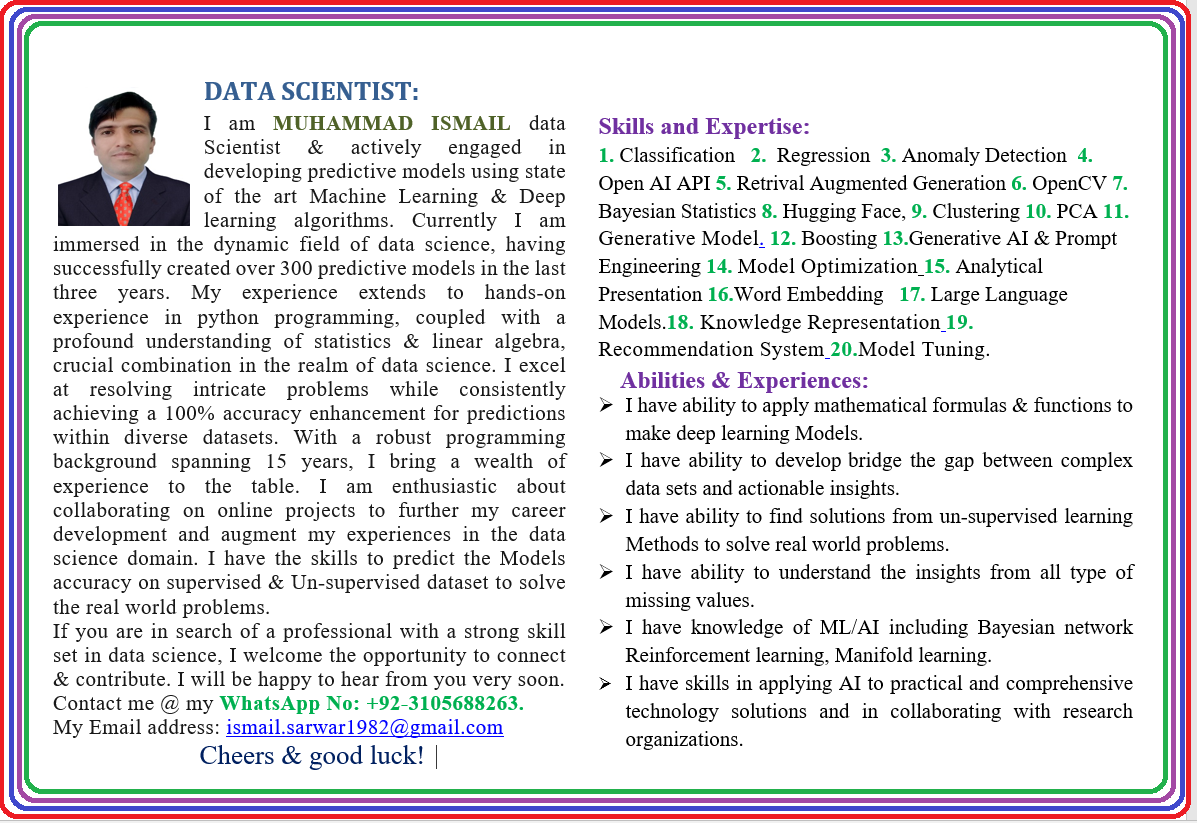 DATA SCIENTIST:
I am MUHAMMAD ISMAIL data
Scientist & actively engaged in
developing predictive models using state
of the art Machine Learning & Deep
learning algorithms. Currently I am
immersed in the dynamic field of data science, having
successfully created over 300 predictive models in the last
three years. My experience extends to hands-on
experience in python programming, coupled with a
profound understanding of statistics & linear algebra,
crucial combination in the realm of data science. I excel
at resolving intricate problems while consistently
achieving a 100% accuracy enhancement for predictions
within diverse datasets. With a robust programming
background spanning 15 years, I bring a wealth of
experience to the table. I am enthusiastic about
collaborating on online projects to further my career
development and augment my experiences in the data
science domain. I have the skills to predict the Models
accuracy on supervised & Un-supervised dataset to solve
the real world problems.
If you are in search of a professional with a strong skill
set in data science, I welcome the opportunity to connect
& contribute. I will be happy to hear from you very soon.
Contact me @ my WhatsApp No: +92-3105688263.
My Email address: ismail.sarwar1982@gmail.com
Cheers & good luck!
Skills and Expertise:
1. Classification 2. Regression 3. Anomaly Detection 4.
Open AI API 5. Retrival Augmented Generation 6. OpenCV 7.
Bayesian Statistics 8. Hugging Face, 9. Clustering 10. PCA 11.
Generative Model. 12. Boosting 13.Generative AI & Prompt
Engineering 14. Model Optimization 15. Analytical
Presentation 16.Word Embedding 17. Large Language
Models.18. Knowledge Representation 19.
Recommendation System 20.Model Tuning.
Abilities & Experiences:
➢ I have ability to apply mathematical formulas & functions to
make deep learning Models.
➢ I have ability to develop bridge the gap between complex
data sets and actionable insights.
➢ I have ability to find solutions from un-supervised learning
Methods to solve real world problems.
➢ I have ability to understand the insights from all type of
missing values.
➢ I have knowledge of ML/AI including Bayesian network
Reinforcement learning, Manifold learning.
➢ I have skills in applying AI to practical and comprehensive
technology solutions and in collaborating with research
organizations.